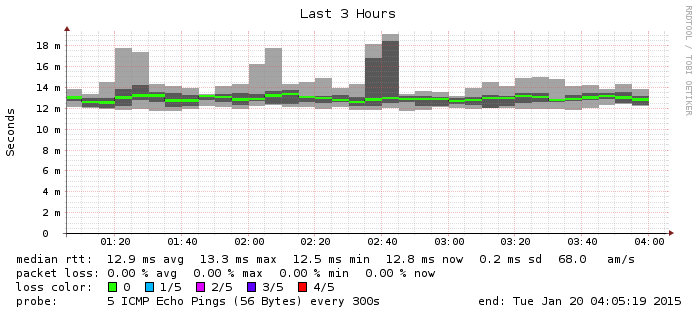 Last 3 Hours
RRDTOOL / TOBI OETIKER
Seconds
18 m
16 m
14 m
12 m
10 m
8 m
6 m
4 m
2 m
0
01:20 01:40 02:00 02:20 02:40 03:00 03:20 03:40 04:00
median rtt: 12.9 ms avg 13.3 ms max 12.5 ms min 12.8 ms now 0.2 ms sd 68.0 am/s
packet loss: 0.00 % avg 0.00 % max 0.00 % min 0.00 % now
loss color: 0 1/5 2/5 3/5 4/5
probe: 5 ICMP Echo Pings (56 Bytes) every 300s end: Tue Jan 20 04:05:19 2015